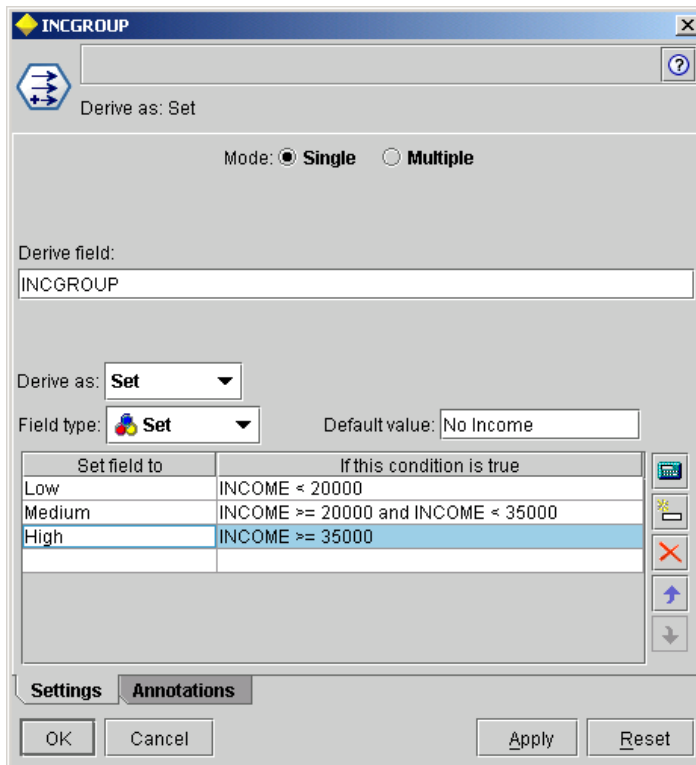 INCGROUP
Derive as: Set
Mode: Single Multiple
Derive field:
INCGROUP
Derive as: Set
Field type: Set Default value: No Income
Set field to If this condition is true
Low INCOME < 20000
Medium INCOME >= 20000 and INCOME < 35000
High INCOME >= 35000
Settings Annotations
OK Cancel Apply Reset